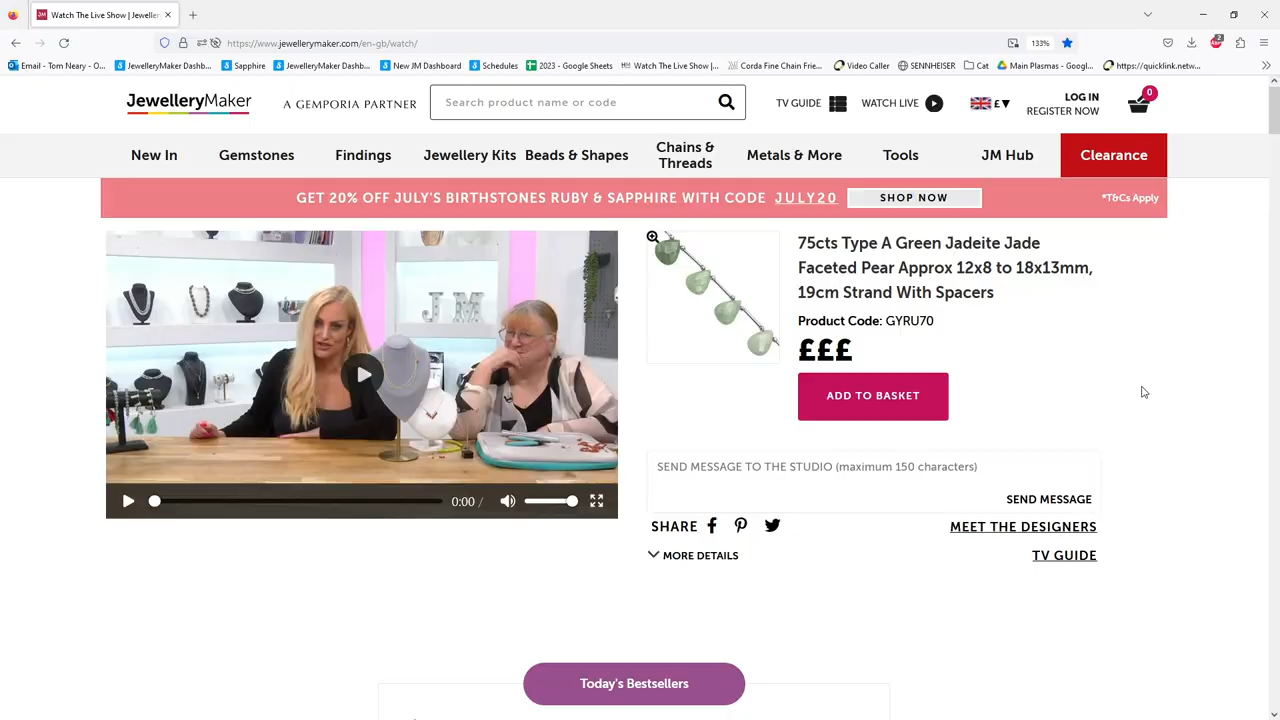 Watch The Live Show | Jeweller
https://www.jewellerymaker.com/en-gb/watch/
133%
2
Email - Tom Neary - O...
JewelleryMaker Dashb...
Sapphire
JewelleryMaker Dashb...
New JM Dashboard
Schedules
2023 - Google Sheets
Watch The Live Show |...
Corda Fine Chain Frie...
Video Caller
SENNHEISER
Cat
Main Plasmas - Googl...
https://quicklink.netw...
JewelleryMaker
A GEMPORIA PARTNER
Search product name or code
TV GUIDE
WATCH LIVE
£▼
LOG IN
REGISTER NOW
0
New In
Gemstones
Findings
Jewellery Kits
Beads & Shapes
Chains &
Threads
Metals & More
Tools
JM Hub
Clearance
GET 20% OFF JULY'S BIRTHSTONES RUBY & SAPPHIRE WITH CODE JULY20
SHOP NOW
*T&Cs Apply
JM
75cts Type A Green Jadeite Jade
Faceted Pear Approx 12x8 to 18x13mm,
19cm Strand With Spacers
Product Code: GYRU70
£££
ADD TO BASKET
SEND MESSAGE TO THE STUDIO (maximum 150 characters)
SEND MESSAGE
0:00 /
SHARE
MEET THE DESIGNERS
MORE DETAILS
TV GUIDE
Today's Bestsellers